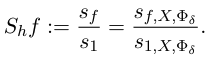 $S_h f := \frac{s_f}{s_1} = \frac{s_{f,X,\Phi_\delta}}{s_{1,X,\Phi_\delta}}.$